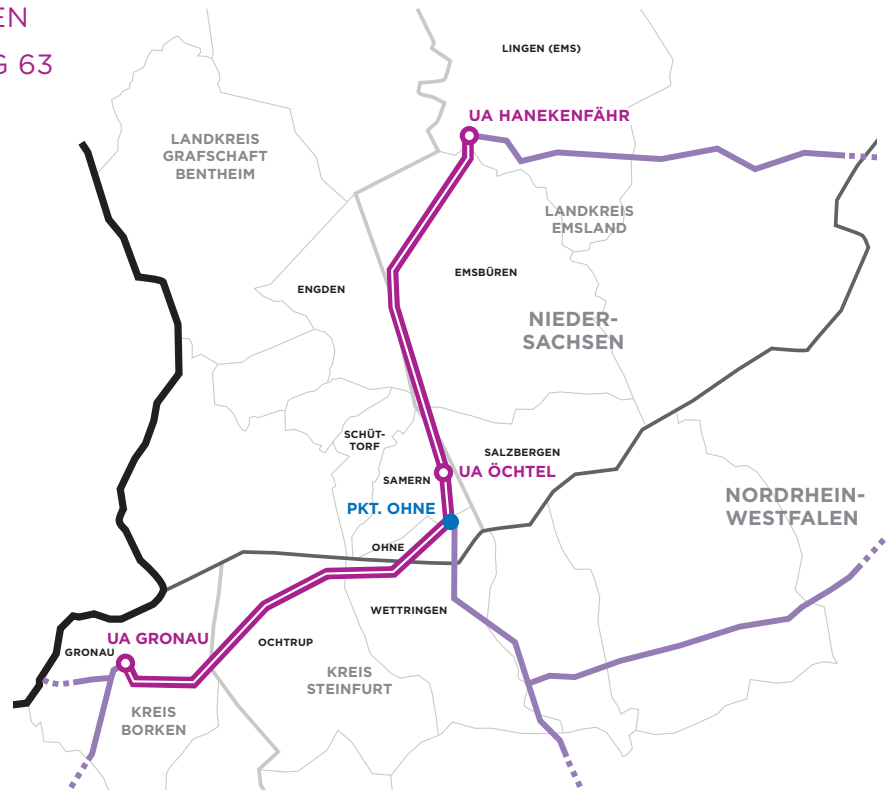 EN
G 63
LINGEN (EMS)
UA HANEKENFÄHR
LANDKREIS
GRAFSCHAFT
BENTHEIM
LANDKREIS
EMSLAND
EMSBÜREN
ENGDEN
NIEDER-
SACHSEN
SCHÜT-
TORF
SALZBERGEN
UA ÖCHTEL
SAMERN
NORDRHEIN-
WESTFALEN
PKT. OHNE
OHNE
WETTRINGEN
UA GRONAU
OCHTRUP
GRONAU
KREIS
STEINFURT
KREIS
BORKEN